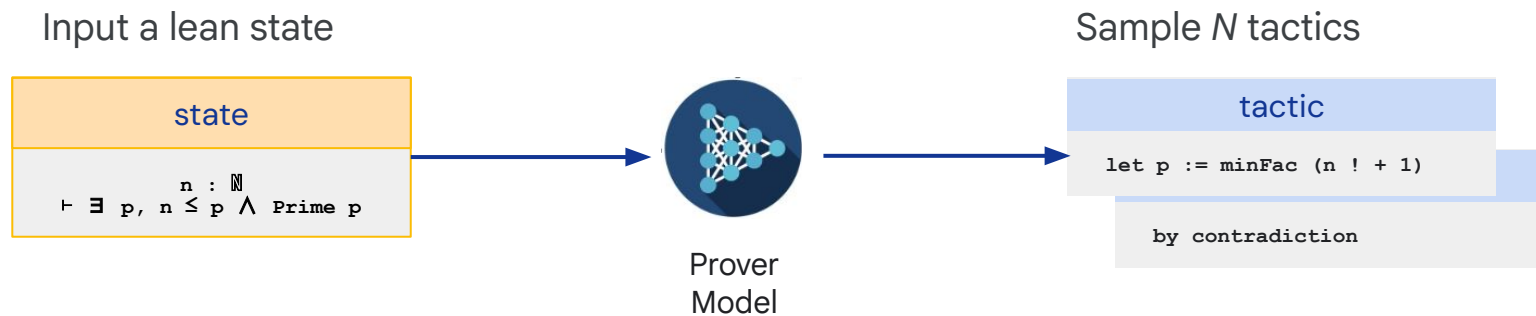 Input a lean state
Sample N tactics
state
n : ℕ
⊢ ∃ p, n ≤ p ∧ Prime p
Prover
Model
tactic
let p := minFac (n ! + 1)
by contradiction